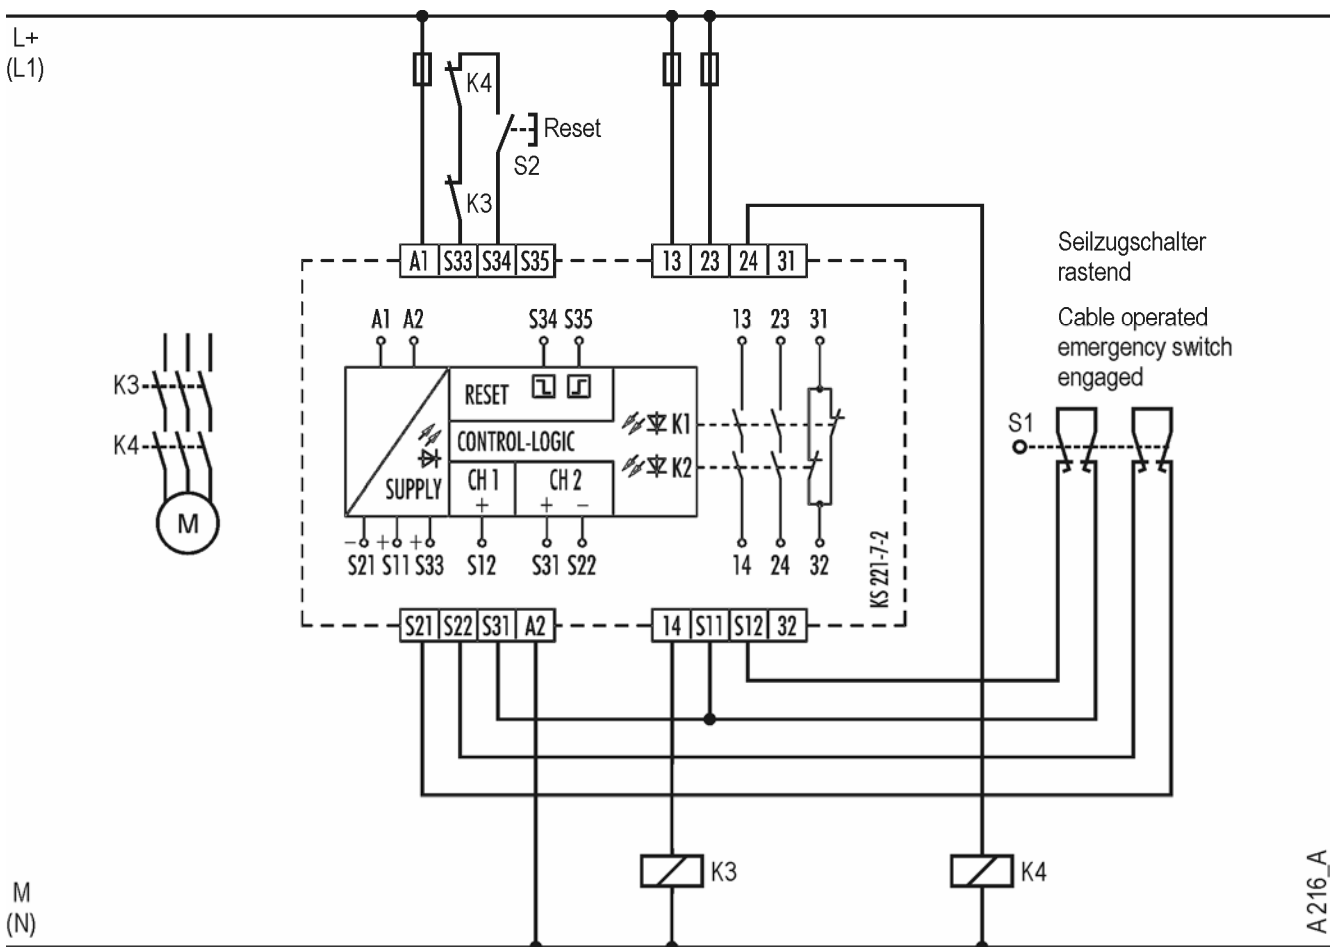 L+
(L1)
K4
Reset
S2
K3
A1 S33 S34 S35
13 23 24 31
Seilzugschalter
rastend
Cable operated
emergency switch
engaged
S1
A1 A2
S34 S35
13 23 31
K3
K4
M
RESET
CONTROL-LOGIC
SUPPLY
CH 1
+
CH 2
+ −
K1
K2
− + +
S21 S11 S33
S12
S31 S22
14 24 32
KS 221-7-2
S21 S22 S31 A2
14 S11 S12 32
K3
K4
M
(N)
A216_A